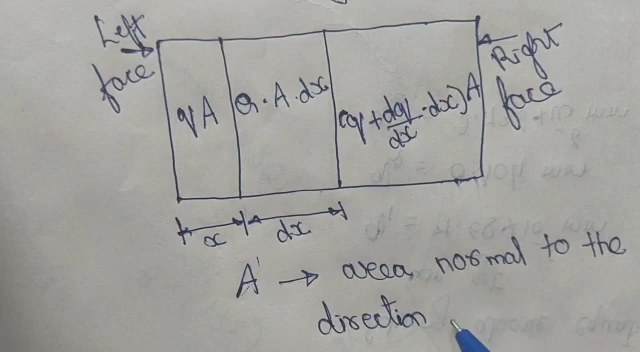 Left
face
qA
Q·A·dx
(q+dq/dx·dx)A
Right
face
x
dx
A → area normal to the
direction